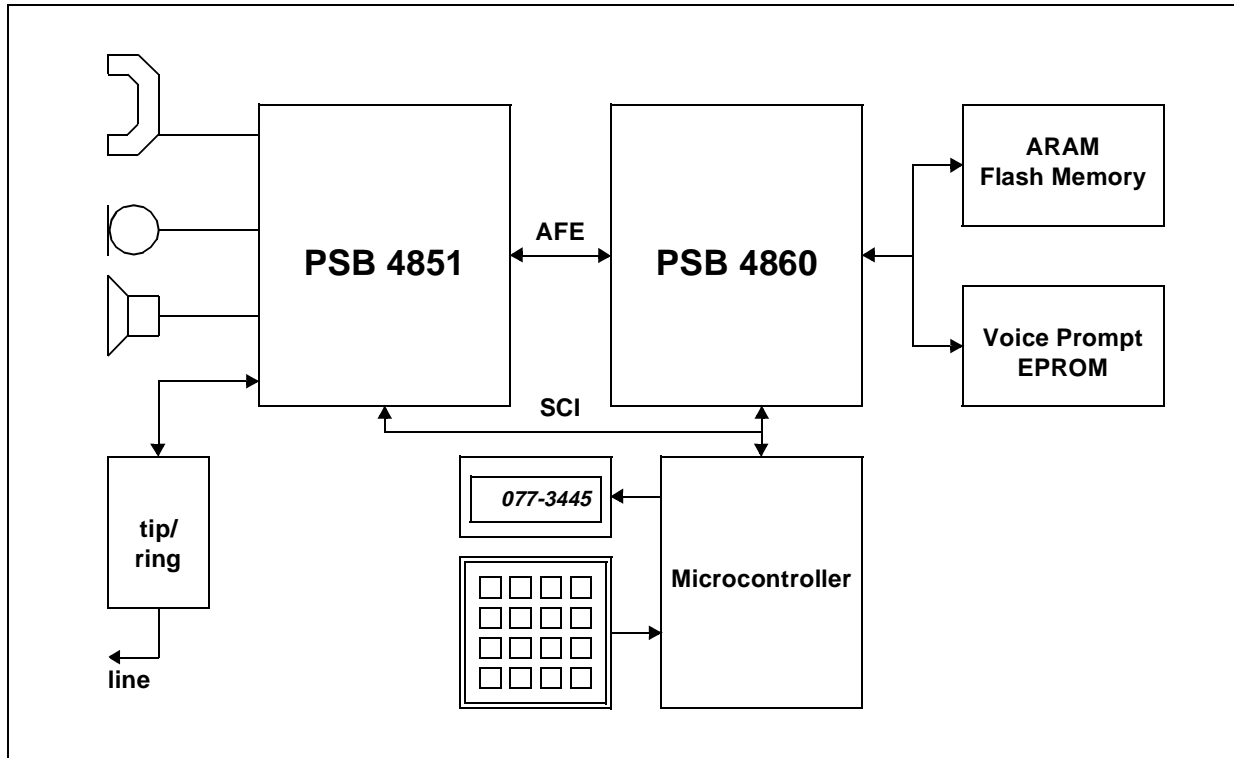 PSB 4851
AFE
PSB 4860
ARAM
Flash Memory
Voice Prompt
EPROM
SCI
077-3445
tip/
ring
Microcontroller
line